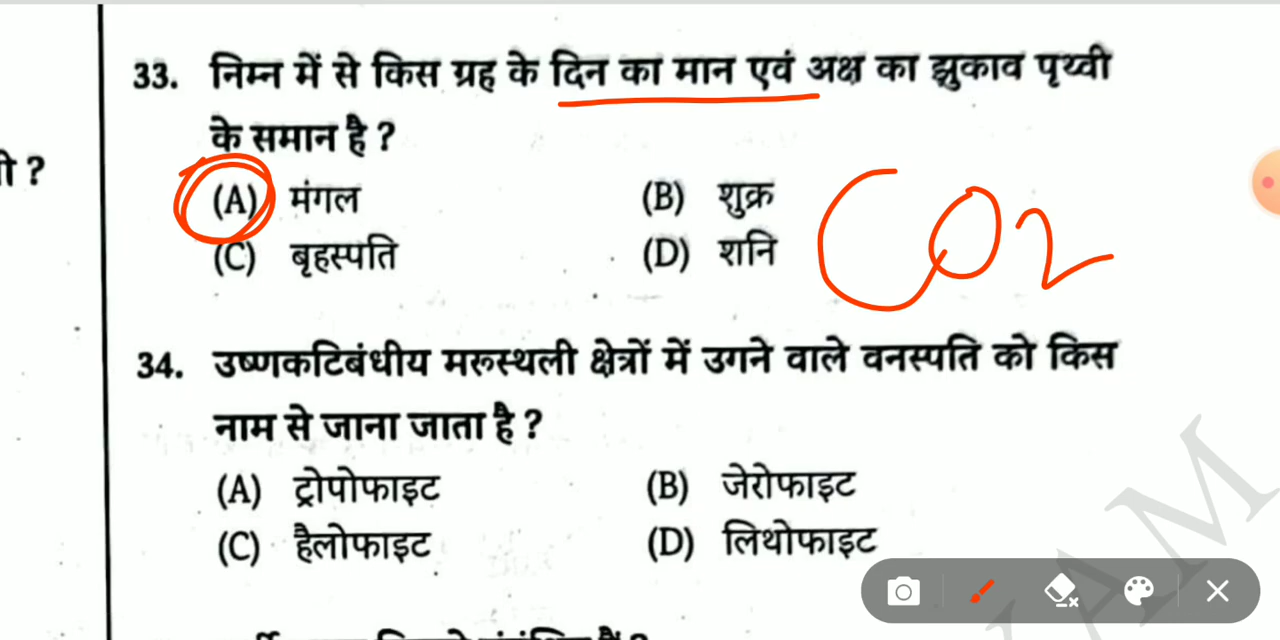 33. निम्न में से किस ग्रह के दिन का मान एवं अक्ष का झुकाव पृथ्वी
के समान है ?
ी ?
(A) मंगल (B) शुक्र
CO2
(C) बृहस्पति (D) शनि
34. उष्णकटिबंधीय मरूस्थली क्षेत्रों में उगने वाले वनस्पति को किस
नाम से जाना जाता है ?
(A) ट्रोपोफाइट (B) जेरोफाइट
(C) हैलोफाइट (D) लिथोफाइट